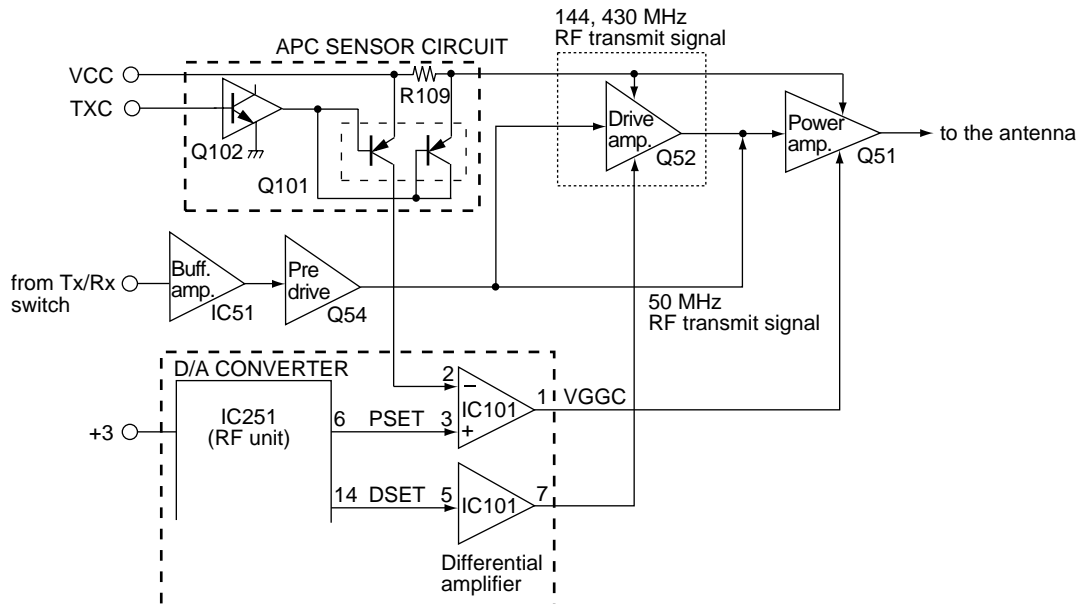 144, 430 MHz
RF transmit signal
APC SENSOR CIRCUIT
VCC
R109
TXC
Q102
Q101
Drive
amp.
Q52
Power
amp.
Q51
to the antenna
from Tx/Rx
switch
Buff.
amp.
IC51
Pre
drive
Q54
50 MHz
RF transmit signal
D/A CONVERTER
IC251
(RF unit)
+3
6 PSET 3
2
–
IC101
+
1 VGGC
14 DSET 5
IC101
7
Differential
amplifier